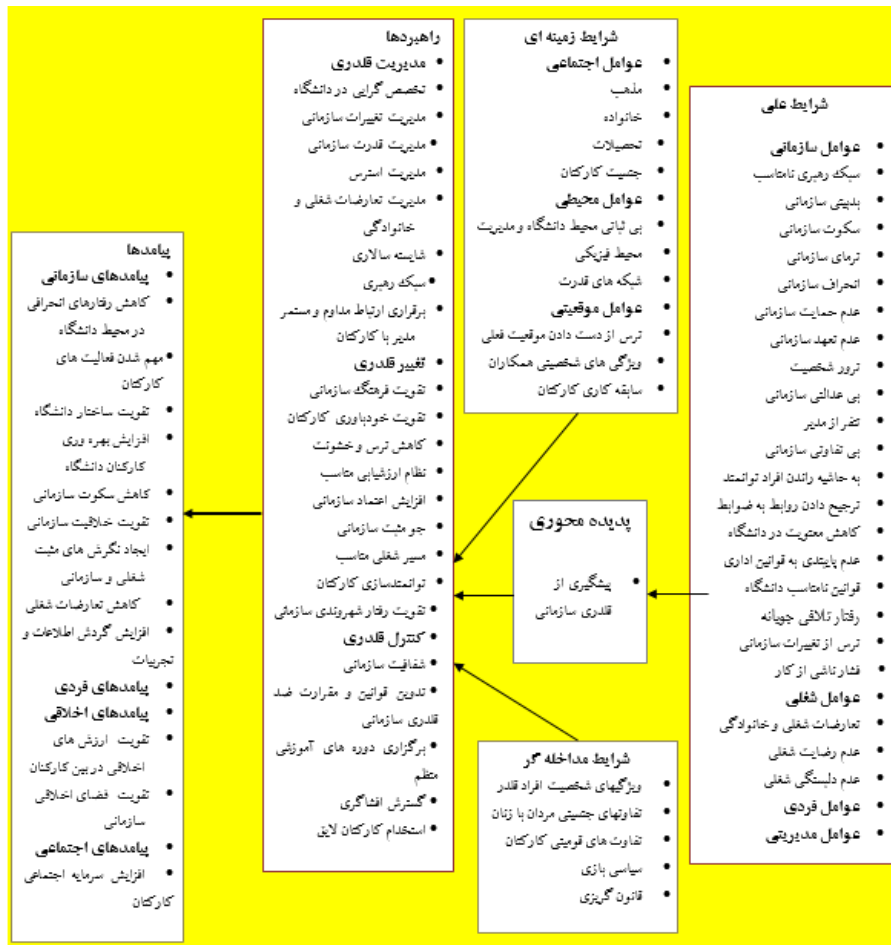 شرایط علی
• عوامل سازمانی
• سبک رهبری نامناسب
• بدبینی سازمانی
• سکوت سازمانی
• ترمای سازمانی
• انحراف سازمانی
• عدم حمایت سازمانی
• عدم تعهد سازمانی
• ترور شخصیت
• بی عدالتی سازمانی
• تنفر از مدیر
• بی تفاوتی سازمانی
• به حاشیه راندن افراد توانمند
• ترجیح دادن روابط به ضوابط
• کاهش معنویت در دانشگاه
• عدم پایبندی به قوانین اداری
• قوانین نامناسب دانشگاه
• رفتار تلافی جویانه
• ترس از تغییرات سازمانی
• فشار ناشی از کار
• عوامل شغلی
• تعارضات شغلی و خانوادگی
• عدم رضایت شغلی
• عدم دلبستگی شغلی
• عوامل فردی
• عوامل مدیریتی
شرایط زمینه ای
• عوامل اجتماعی
• مذهب
• خانواده
• تحصیلات
• جنسیت کارکنان
• عوامل محیطی
• بی ثباتی محیط دانشگاه و مدیریت
• محیط فیزیکی
• شبکه های قدرت
• عوامل موقعیتی
• ترس از دست دادن موقعیت فعلی
• ویژگی های شخصیتی همکاران
• سابقه کاری کارکنان
پدیده محوری
• پیشگیری از
قلدری سازمانی
شرایط مداخله گر
• ویژگیهای شخصیت افراد قلدر
• تفاوتهای جنسیتی مردان با زنان
• تفاوت های قومیتی کارکنان
• سیاسی بازی
• قانون گریزی
راهبردها
• مدیریت قلدری
• تخصص گرایی در دانشگاه
• مدیریت تغییرات سازمانی
• مدیریت قدرت سازمانی
• مدیریت استرس
• مدیریت تعارضات شغلی و
خانوادگی
• شایسته سالاری
• سبک رهبری
• برقراری ارتباط مداوم و مستمر
مدیر با کارکنان
• تغییر قلدری
• تقویت فرهنگ سازمانی
• تقویت خودباوری کارکنان
• کاهش ترس و خشونت
• نظام ارزشیابی مناسب
• افزایش اعتماد سازمانی
• جو مثبت سازمانی
• مسیر شغلی مناسب
• توانمندسازی کارکنان
• تقویت رفتار شهروندی سازمانی
• کنترل قلدری
• شفافیت سازمانی
• تدوین قوانین و مقرارت ضد
قلدری سازمانی
• برگزاری دوره های آموزشی
منظم
• گسترش افشاگری
• استخدام کارکنان لایق
پیامدها
• پیامدهای سازمانی
• کاهش رفتارهای انحرافی
در محیط دانشگاه
• مهم شدن فعالیت های
کارکنان
• تقویت ساختار دانشگاه
• افزایش بهره وری
کارکنان دانشگاه
• کاهش سکوت سازمانی
• تقویت خلاقیت سازمانی
• ایجاد نگرش های مثبت
شغلی و سازمانی
• کاهش تعارضات شغلی
• افزایش گردش اطلاعات و
تجربیات
• پیامدهای فردی
• پیامدهای اخلاقی
• تقویت ارزش های
اخلاقی در بین کارکنان
• تقویت فضای اخلاقی
سازمانی
• پیامدهای اجتماعی
• افزایش سرمایه اجتماعی
کارکنان